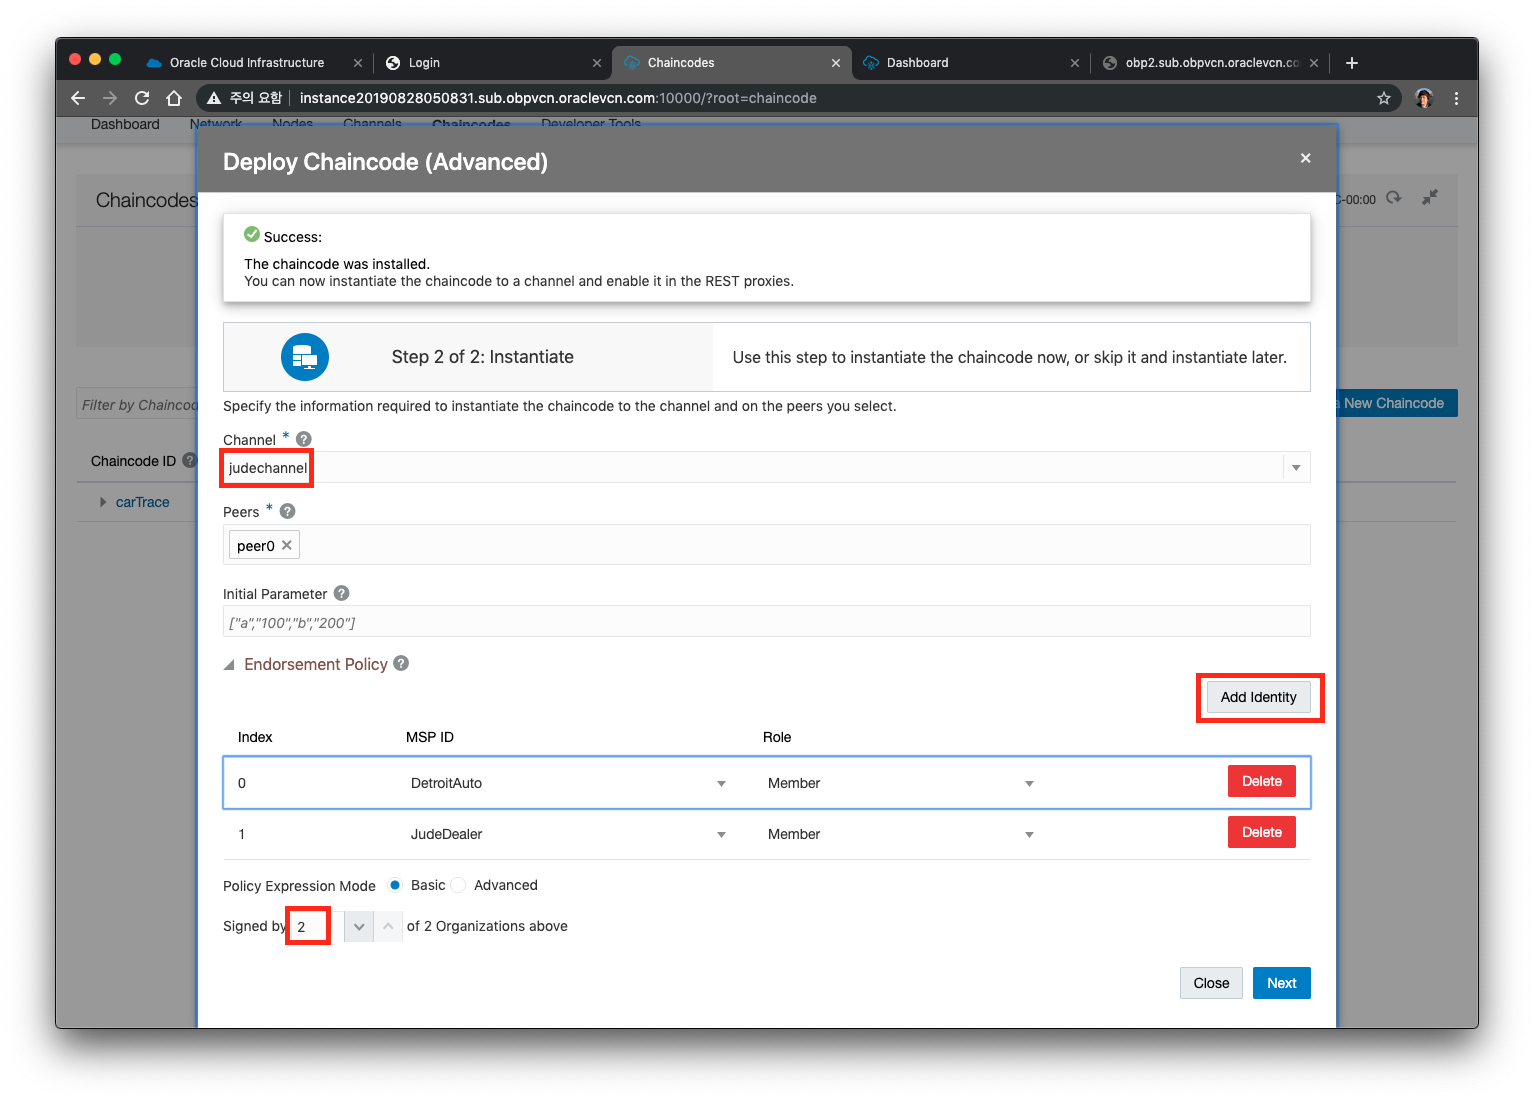 Oracle Cloud Infrastructure
Login
Chaincodes
Dashboard
obp2.sub.obpvcn.oraclevcn.co
주의 요함
instance20190828050831.sub.obpvcn.oraclevcn.com:10000/?root=chaincode
Dashboard Network Nodes Channels Chaincodes Developer Tools
Deploy Chaincode (Advanced)
Chaincodes
-00:00
Success:
The chaincode was installed.
You can now instantiate the chaincode to a channel and enable it in the REST proxies.
Step 2 of 2: Instantiate
Use this step to instantiate the chaincode now, or skip it and instantiate later.
Filter by Chaincod
a New Chaincode
Specify the information required to instantiate the chaincode to the channel and on the peers you select.
Channel * ?
Chaincode ID ?
judechannel
carTrace
Peers * ?
peer0
Initial Parameter ?
["a","100","b","200"]
Endorsement Policy ?
Add Identity
Index MSP ID Role
0 DetroitAuto Member Delete
1 JudeDealer Member Delete
Policy Expression Mode Basic Advanced
Signed by 2 of 2 Organizations above
Close Next